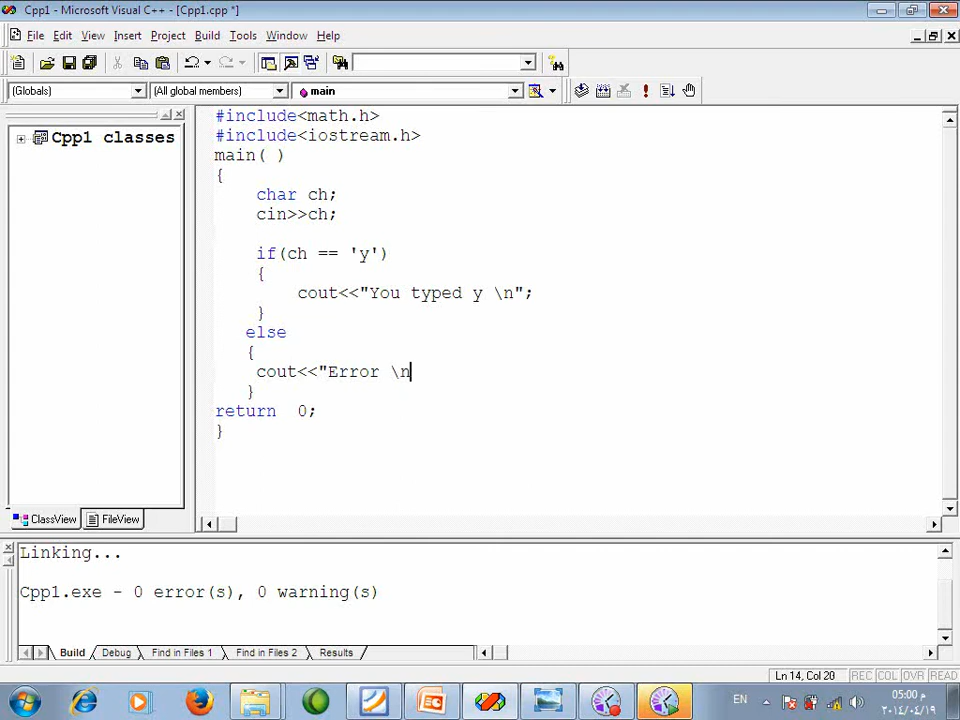 Cpp1 - Microsoft Visual C++ - [Cpp1.cpp *]
File Edit View Insert Project Build Tools Window Help
(Globals) (All global members) main
Cpp1 classes
#include<math.h>
#include<iostream.h>
main( )
{
char ch;
cin>>ch;
if(ch == 'y')
{
cout<<"You typed y \n";
}
else
{
cout<<"Error \n
}
return 0;
}
ClassView FileView
Linking...
Cpp1.exe - 0 error(s), 0 warning(s)
Build Debug Find in Files 1 Find in Files 2 Results
Ln 14, Col 20 REC COL OVR READ
EN 05:00 م
٢٠١٤/٠٤/١٩